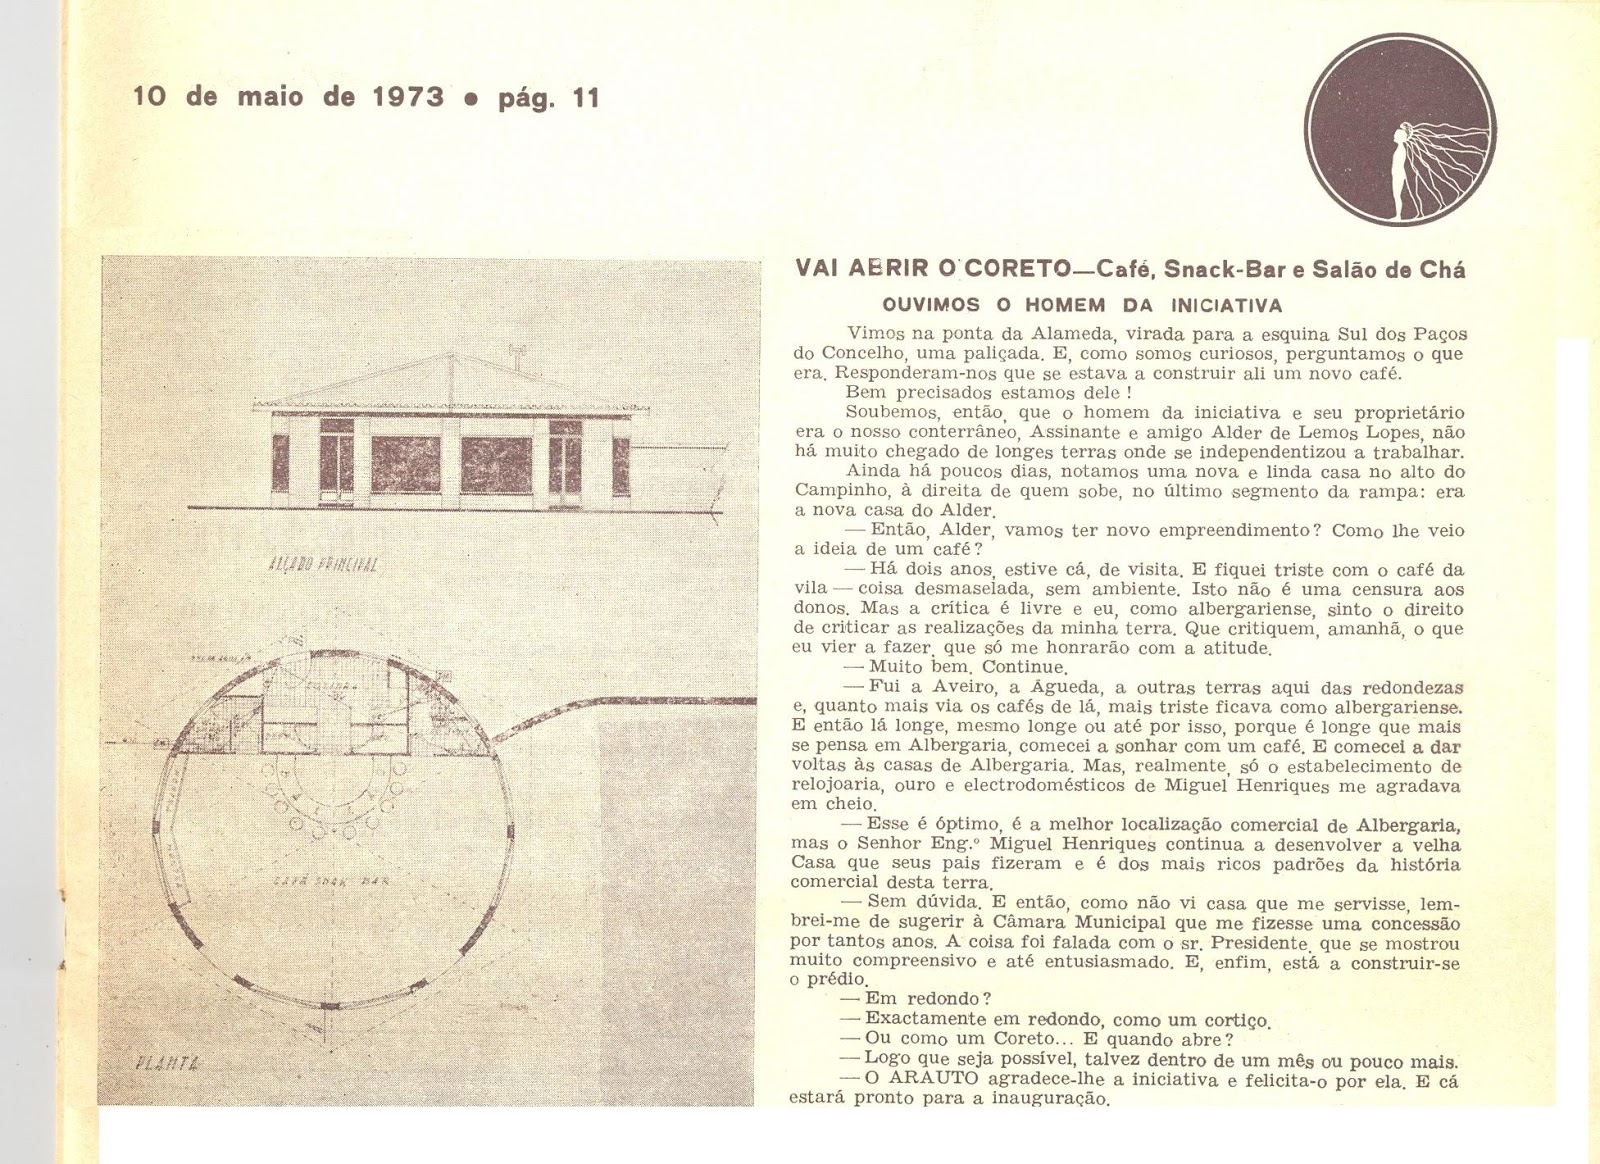 10 de maio de 1973 • pág. 11
VAI ABRIR O CORETO—Café, Snack-Bar e Salão de Chá
OUVIMOS O HOMEM DA INICIATIVA
Vimos na ponta da Alameda, virada para a esquina Sul dos Paços
do Concelho, uma paliçada. E, como somos curiosos, perguntamos o que
era. Responderam-nos que se estava a construir ali um novo café.
Bem precisados estamos dele !
Soubemos, então, que o homem da iniciativa e seu proprietário
era o nosso conterrâneo, Assinante e amigo Alder de Lemos Lopes, não
há muito chegado de longes terras onde se independentizou a trabalhar.
Ainda há poucos dias, notamos uma nova e linda casa no alto do
Campinho, à direita de quem sobe, no último segmento da rampa: era
a nova casa do Alder.
— Então, Alder, vamos ter novo empreendimento? Como lhe veio
a ideia de um café?
— Há dois anos, estive cá, de visita. E fiquei triste com o café da
vila — coisa desmaselada, sem ambiente. Isto não é uma censura aos
donos. Mas a crítica é livre e eu, como albergariense, sinto o direito
de criticar as realizações da minha terra. Que critiquem, amanhã, o que
eu vier a fazer, que só me honrarão com a atitude.
— Muito bem. Continue.
— Fui a Aveiro, a Águeda, a outras terras aqui das redondezas
e, quanto mais via os cafés de lá, mais triste ficava como albergariense.
E então lá longe, mesmo longe ou até por isso, porque é longe que mais
se pensa em Albergaria, comecei a sonhar com um café. E comecei a dar
voltas às casas de Albergaria. Mas, realmente, só o estabelecimento de
relojoaria, ouro e electrodomésticos de Miguel Henriques me agradava
em cheio.
— Esse é óptimo, é a melhor localização comercial de Albergaria,
mas o Senhor Eng.º Miguel Henriques continua a desenvolver a velha
Casa que seus pais fizeram e é dos mais ricos padrões da história
comercial desta terra.
— Sem dúvida. E então, como não vi casa que me servisse, lem-
brei-me de sugerir à Câmara Municipal que me fizesse uma concessão
por tantos anos. A coisa foi falada com o sr. Presidente, que se mostrou
muito compreensivo e até entusiasmado. E, enfim, está a construir-se
o prédio.
— Em redondo?
— Exactamente em redondo, como um cortiço.
— Ou como um Coreto... E quando abre?
— Logo que seja possível, talvez dentro de um mês ou pouco mais.
— O ARAUTO agradece-lhe a iniciativa e felicita-o por ela. E cá
estará pronto para a inauguração.
ALÇADO PRINCIPAL
CAFÉ SNAK BAR
PLANTA